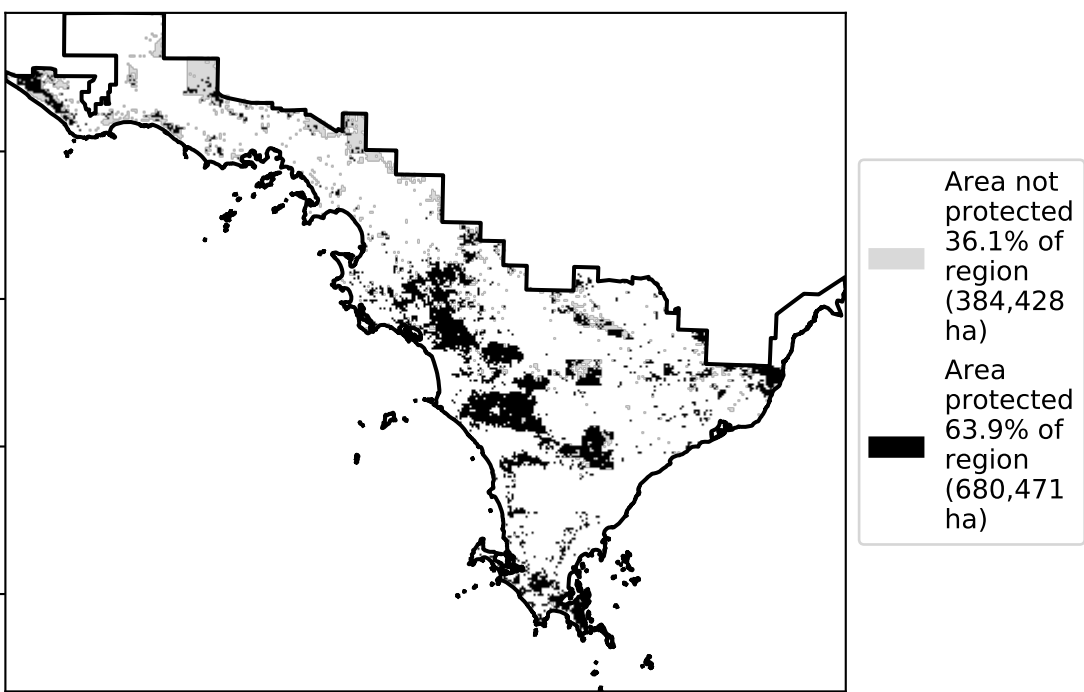 Area not
protected
36.1% of
region
(384,428
ha)
Area
protected
63.9% of
region
(680,471
ha)